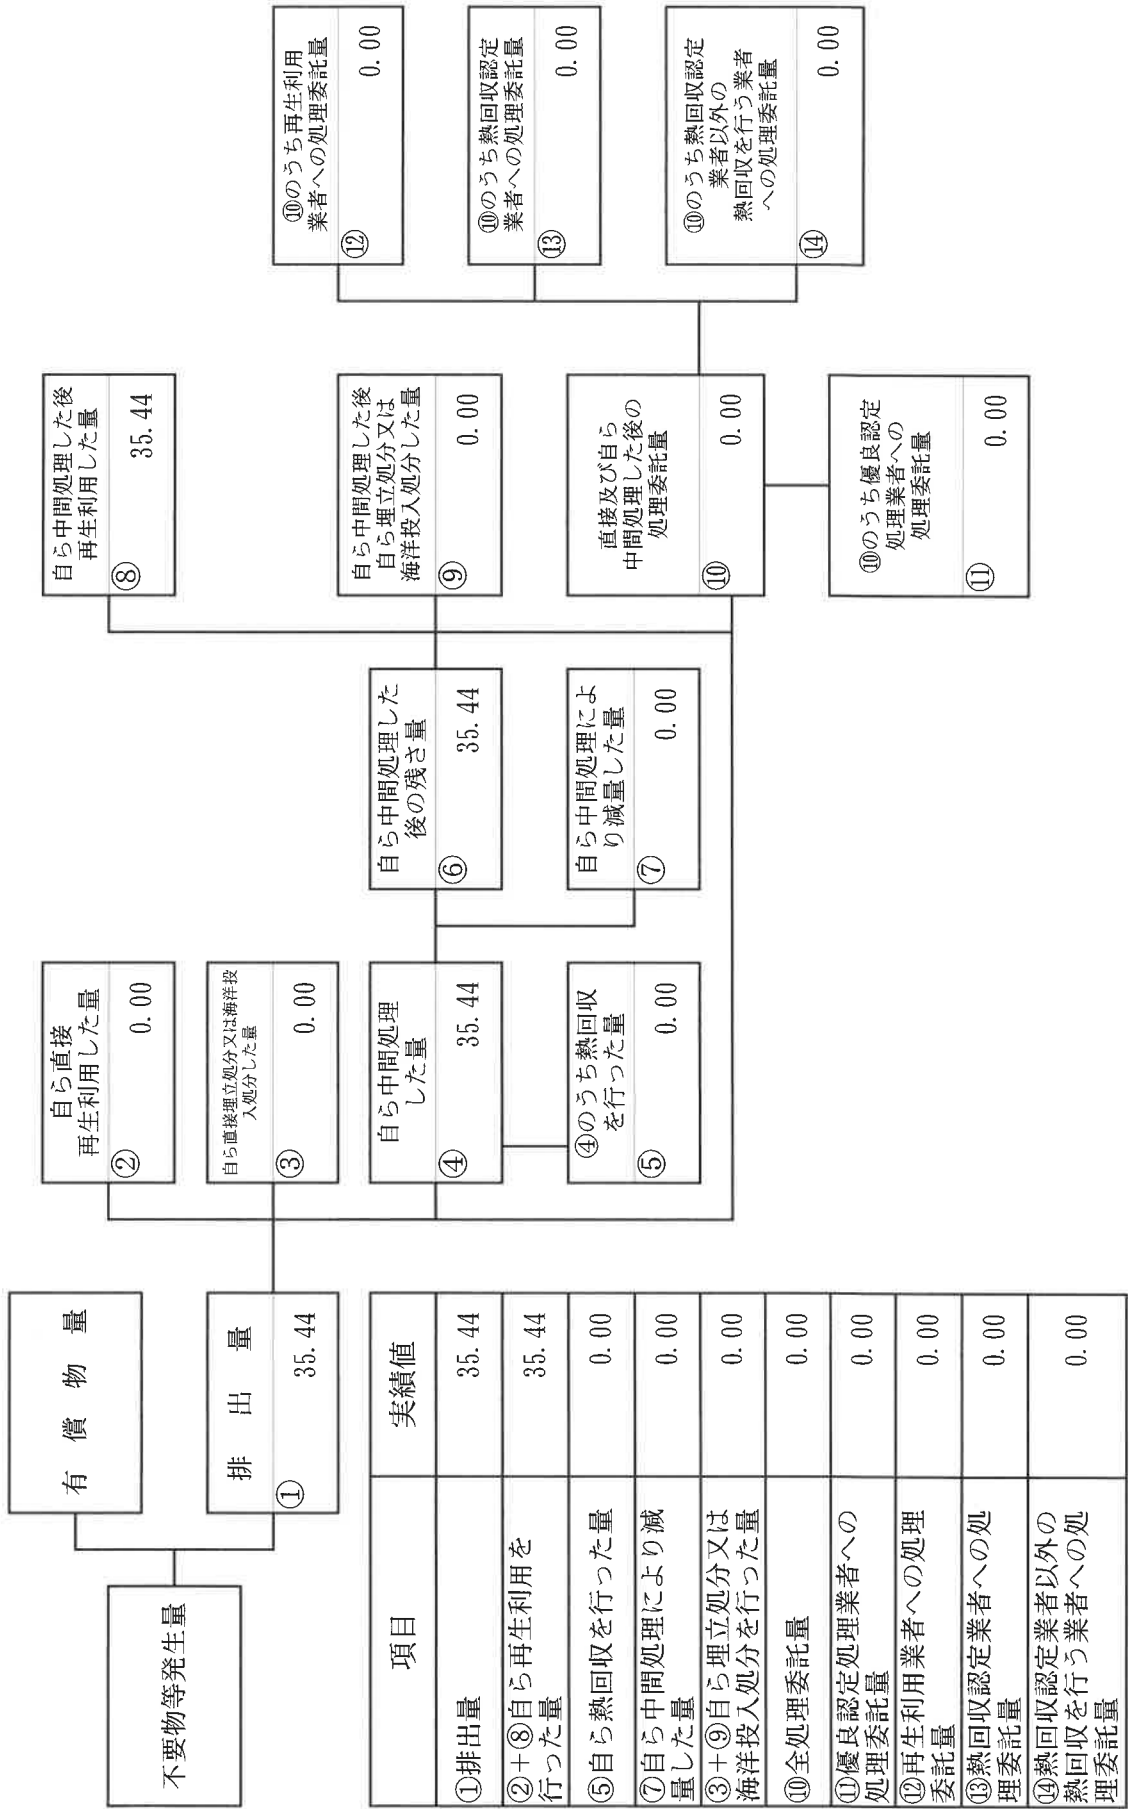 不要物等発生量
有償物量
排出量
①
35.44
自ら直接
再生利用した量
②
0.00
自ら直接埋立処分又は海洋投
入処分した量
③
0.00
自ら中間処理
した量
④
35.44
④のうち熱回収
を行った量
⑤
0.00
自ら中間処理した
後の残さ量
⑥
35.44
自ら中間処理によ
り減量した量
⑦
0.00
自ら中間処理した後
再生利用した量
⑧
35.44
自ら中間処理した後
自ら埋立処分又は
海洋投入処分した量
⑨
0.00
直接及び自ら
中間処理した後の
処理委託量
⑩
0.00
⑩のうち優良認定
処理業者への
処理委託量
⑪
0.00
⑩のうち再生利用
業者への処理委託量
⑫
0.00
⑩のうち熱回収認定
業者への処理委託量
⑬
0.00
⑩のうち熱回収認定
業者以外の
熱回収を行う業者
への処理委託量
⑭
0.00
項目 実績値
①排出量 35.44
②＋⑧自ら再生利用を
行った量 35.44
⑤自ら熱回収を行った量 0.00
⑦自ら中間処理により減
量した量 0.00
③＋⑨自ら埋立処分又は
海洋投入処分を行った量 0.00
⑩全処理委託量 0.00
⑪優良認定処理業者への
処理委託量 0.00
⑫再生利用業者への処理
委託量 0.00
⑬熱回収認定業者への処
理委託量 0.00
⑭熱回収認定業者以外の
熱回収を行う業者への処
理委託量 0.00